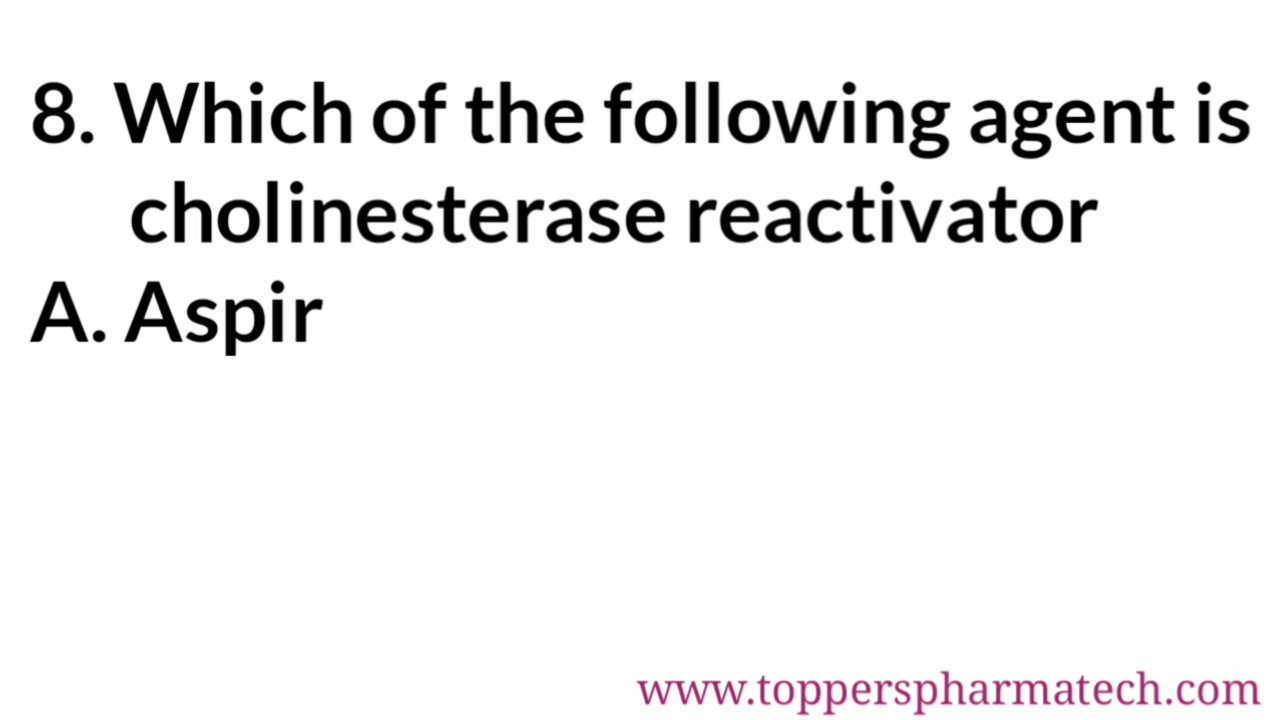 8. Which of the following agent is
cholinesterase reactivator
A. Aspir
www.topperspharmatech.com